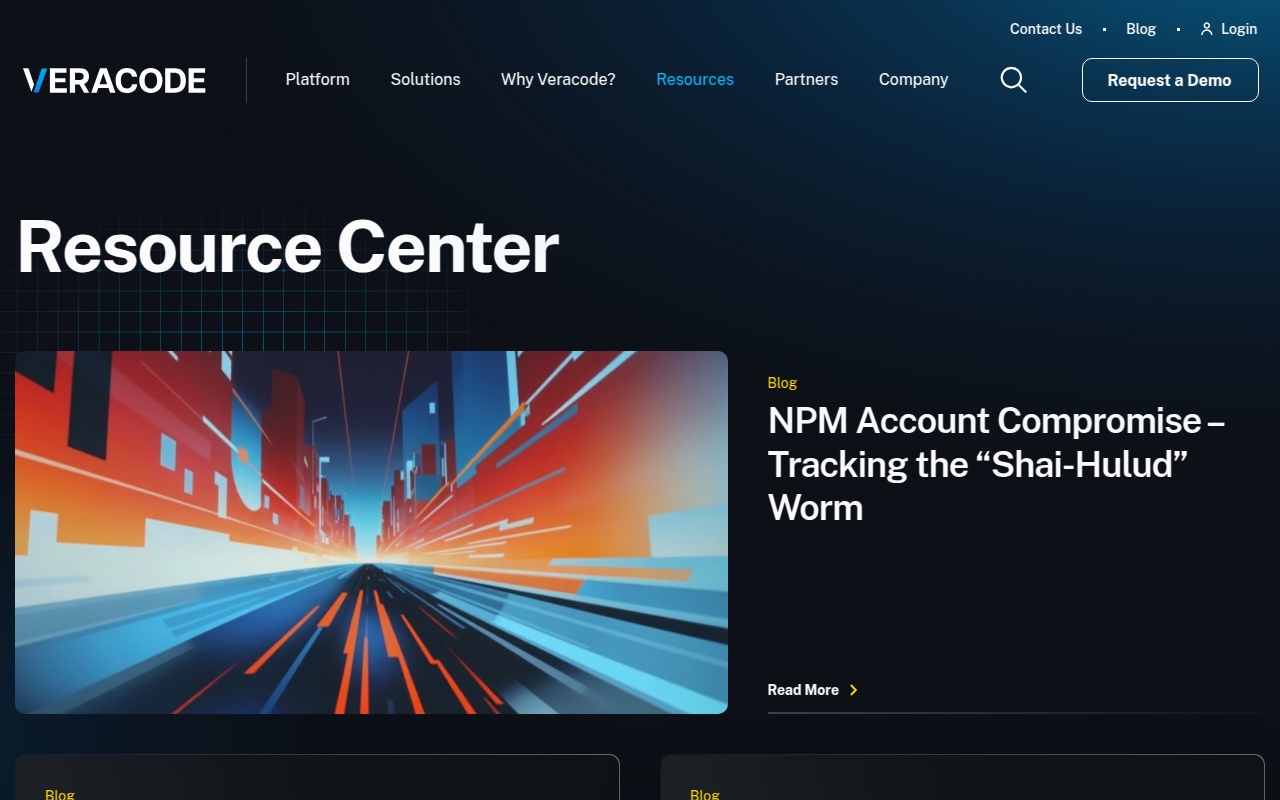 Contact Us
Blog
Login
VERACODE
Platform
Solutions
Why Veracode?
Resources
Partners
Company
Request a Demo
Resource Center
Blog
NPM Account Compromise –
Tracking the “Shai-Hulud”
Worm
Read More
Blog
Blog